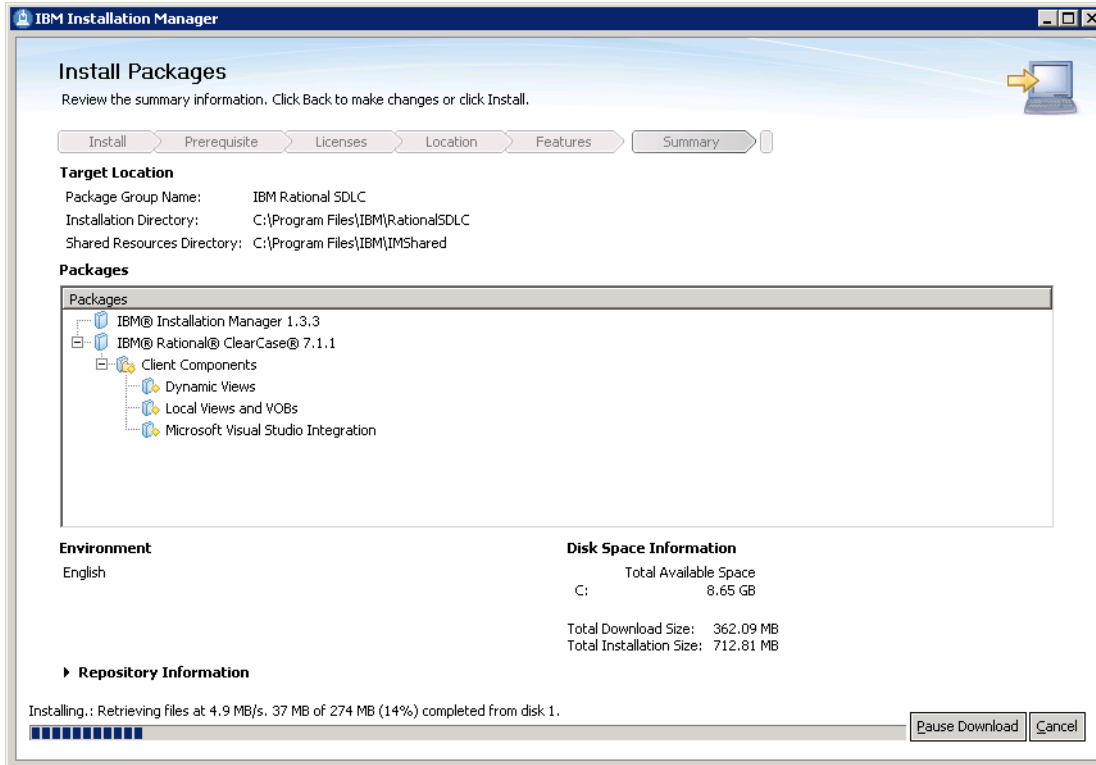 IBM Installation Manager
Install Packages
Review the summary information. Click Back to make changes or click Install.
Install Prerequisite Licenses Location Features Summary
Target Location
Package Group Name: IBM Rational SDLC
Installation Directory: C:\Program Files\IBM\RationalSDLC
Shared Resources Directory: C:\Program Files\IBM\IMShared
Packages
Packages
IBM® Installation Manager 1.3.3
IBM® Rational® ClearCase® 7.1.1
Client Components
Dynamic Views
Local Views and VOBs
Microsoft Visual Studio Integration
Environment
English
Disk Space Information
Total Available Space
C: 8.65 GB
Total Download Size: 362.09 MB
Total Installation Size: 712.81 MB
Repository Information
Installing.: Retrieving files at 4.9 MB/s. 37 MB of 274 MB (14%) completed from disk 1.
Pause Download Cancel